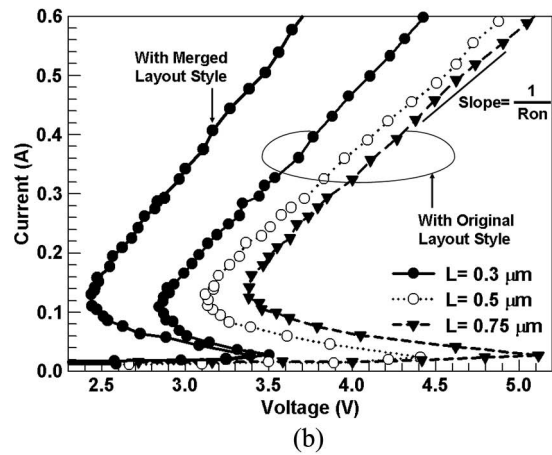 0.6
0.5
0.4
0.3
0.2
0.1
0.0
Current (A)
With Merged
Layout Style
Slope= 1
Ron
With Original
Layout Style
L= 0.3 μm
L= 0.5 μm
L= 0.75 μm
2.5 3.0 3.5 4.0 4.5 5.0
Voltage (V)
(b)